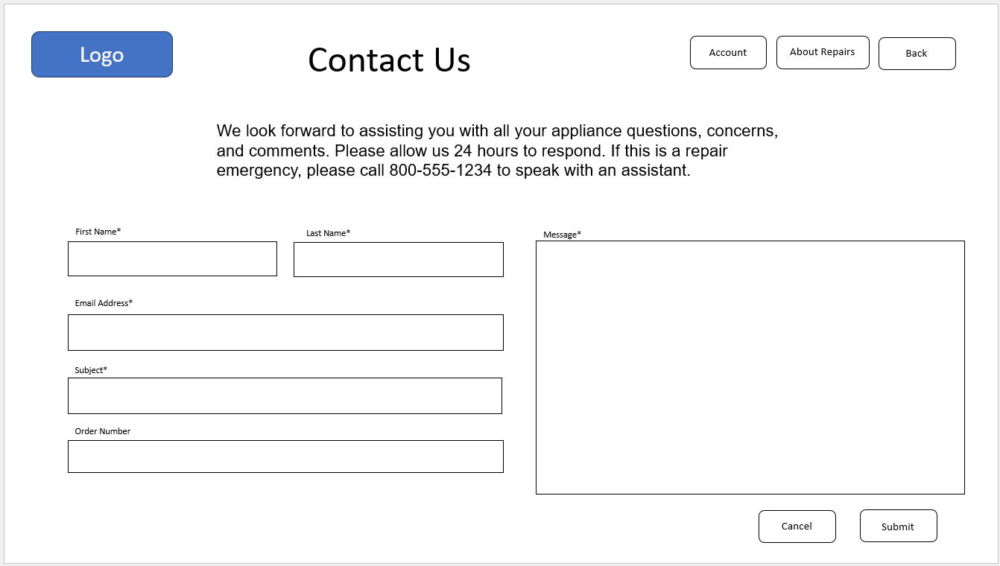 Logo
Contact Us
Account
About Repairs
Back
We look forward to assisting you with all your appliance questions, concerns,
and comments. Please allow us 24 hours to respond. If this is a repair
emergency, please call 800-555-1234 to speak with an assistant.
First Name*
Last Name*
Message*
Email Address*
Subject*
Order Number
Cancel
Submit